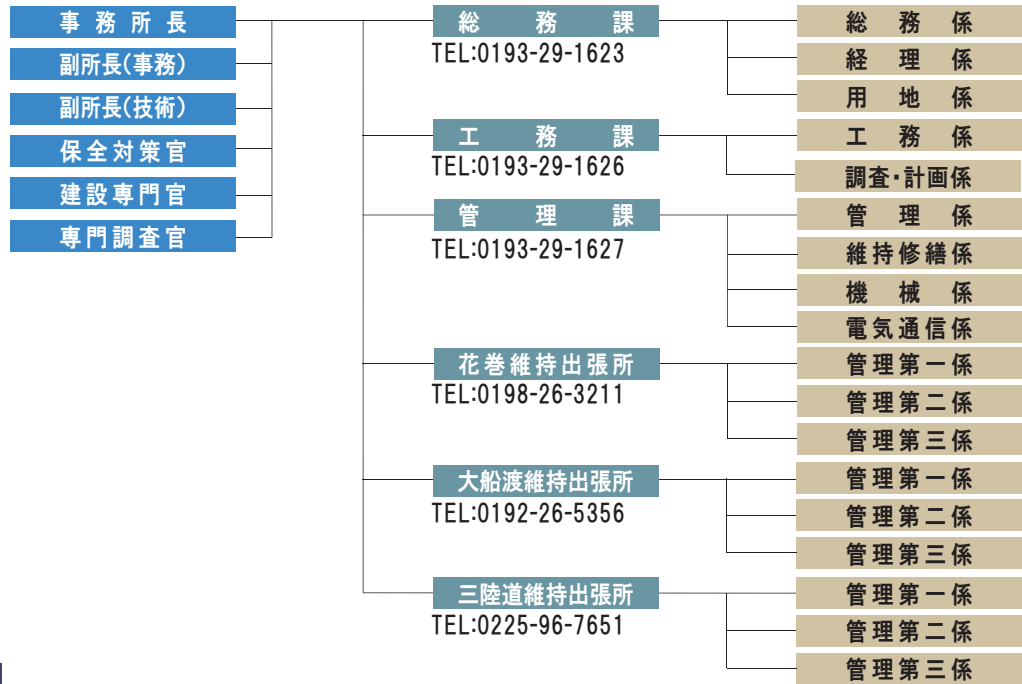 事務所長
副所長(事務)
副所長(技術)
保全対策官
建設専門官
専門調査官
総務課
TEL:0193-29-1623
総務係
経理係
用地係
工務課
TEL:0193-29-1626
工務係
調査・計画係
管理課
TEL:0193-29-1627
管理係
維持修繕係
機械係
電気通信係
花巻維持出張所
TEL:0198-26-3211
管理第一係
管理第二係
管理第三係
大船渡維持出張所
TEL:0192-26-5356
管理第一係
管理第二係
管理第三係
三陸道維持出張所
TEL:0225-96-7651
管理第一係
管理第二係
管理第三係